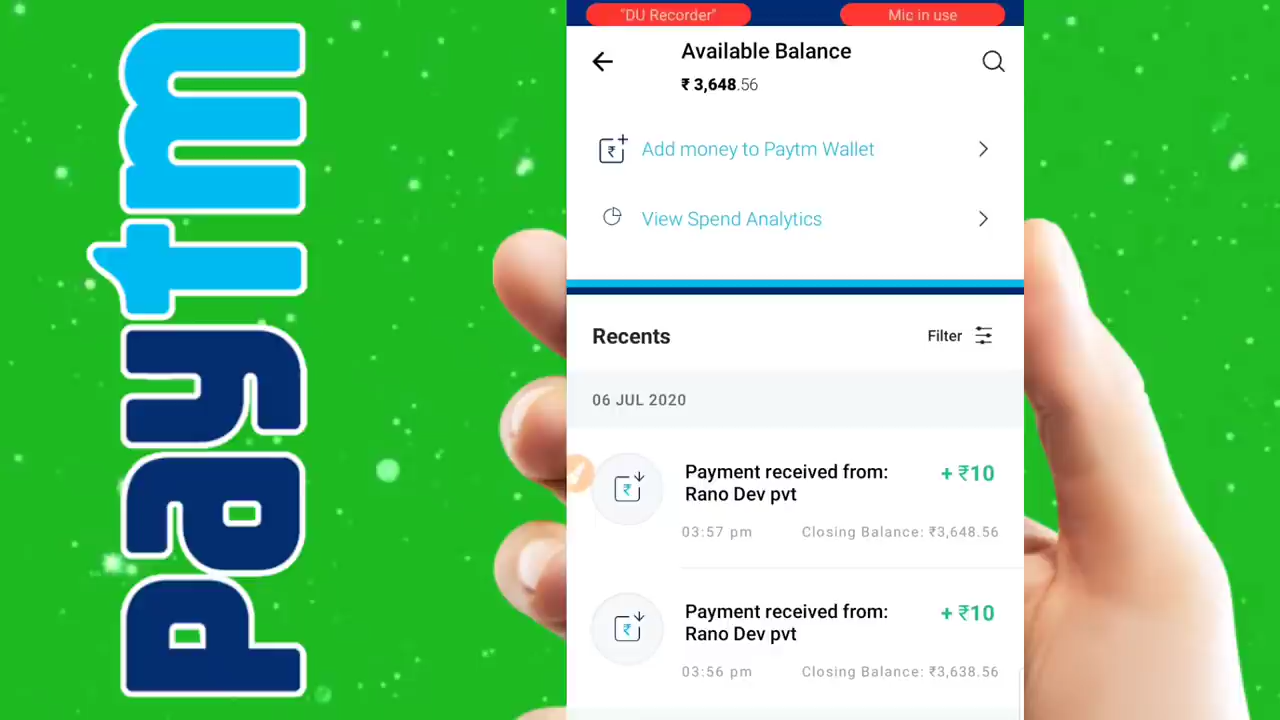 Paytm
"DU Recorder"
Mic in use
Available Balance
₹ 3,648.56
Add money to Paytm Wallet
View Spend Analytics
Recents
Filter
06 JUL 2020
Payment received from:
Rano Dev pvt
+ ₹10
03:57 pm
Closing Balance: ₹3,648.56
Payment received from:
Rano Dev pvt
+ ₹10
03:56 pm
Closing Balance: ₹3,638.56